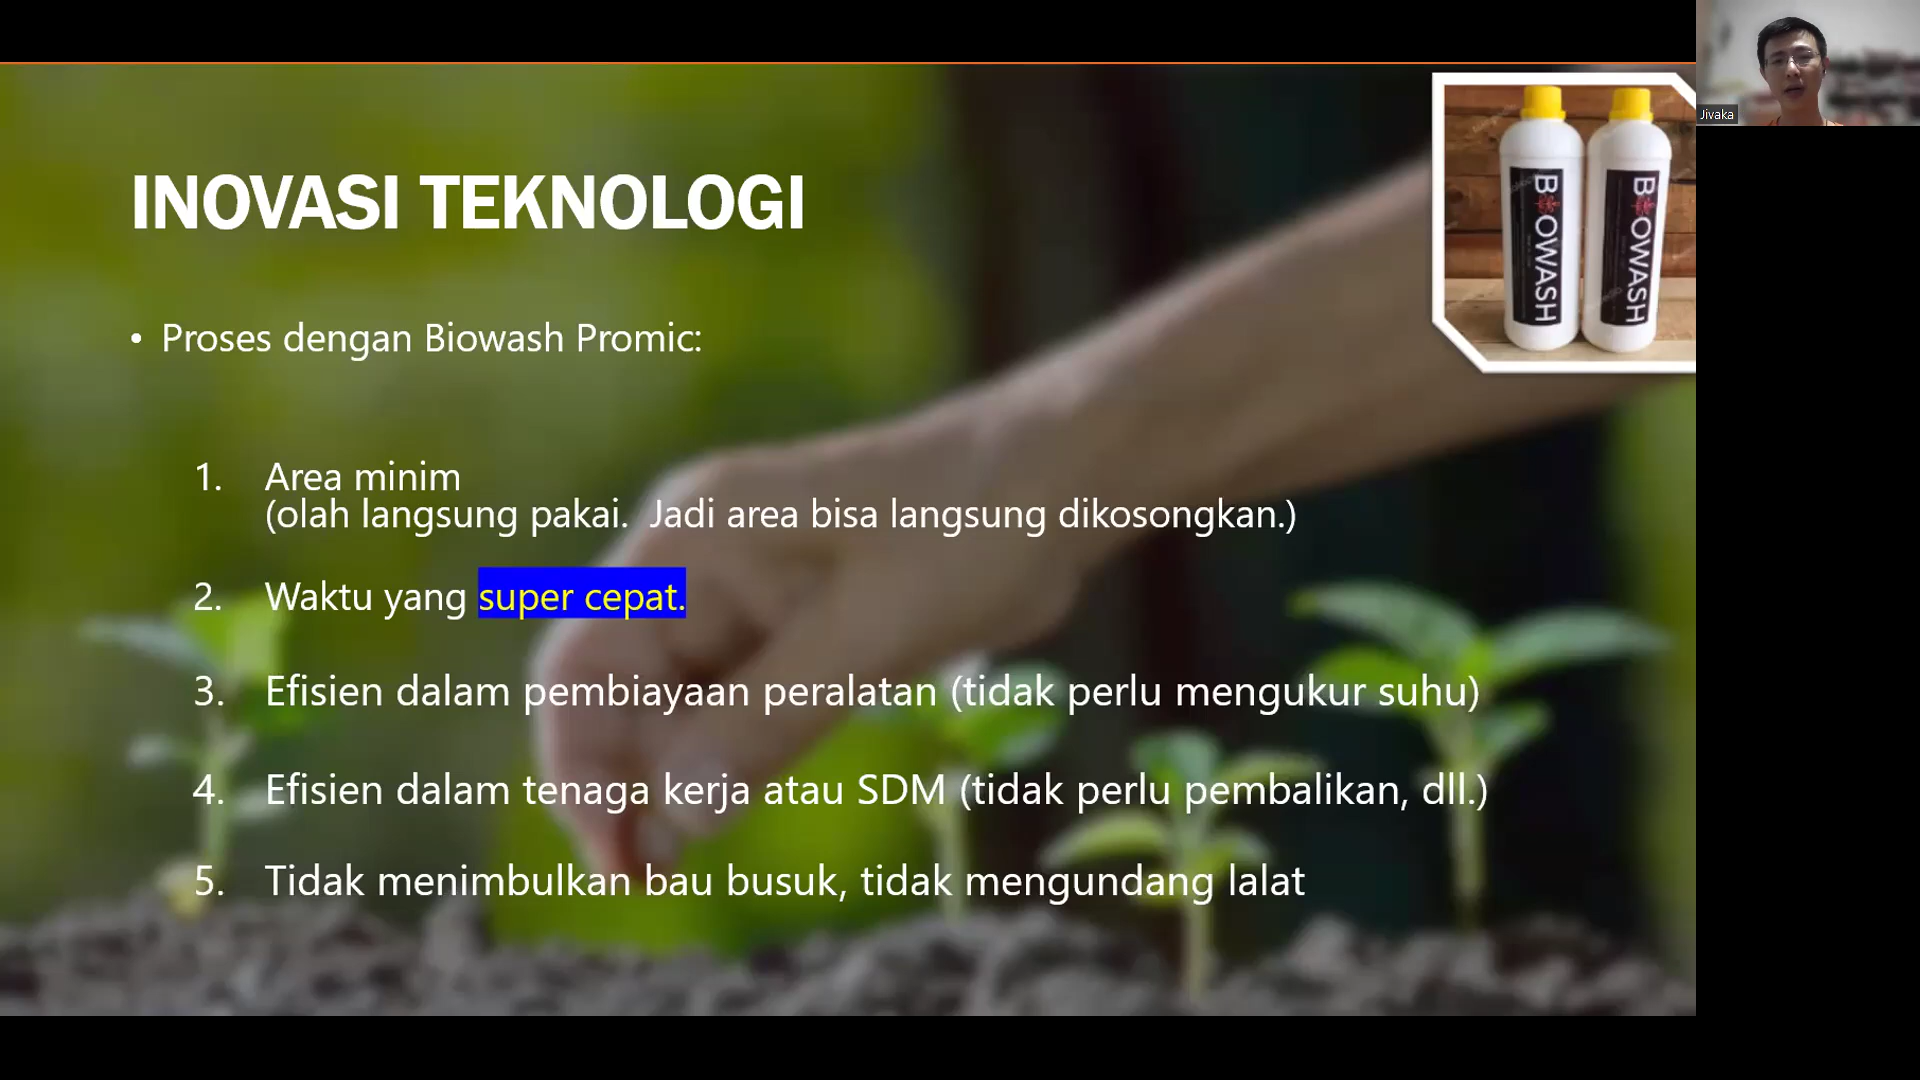 Jivaka
INOVASI TEKNOLOGI
BIOWASH
BIOWASH
• Proses dengan Biowash Promic:
1. Area minim
(olah langsung pakai. Jadi area bisa langsung dikosongkan.)
2. Waktu yang super cepat.
3. Efisien dalam pembiayaan peralatan (tidak perlu mengukur suhu)
4. Efisien dalam tenaga kerja atau SDM (tidak perlu pembalikan, dll.)
5. Tidak menimbulkan bau busuk, tidak mengundang lalat